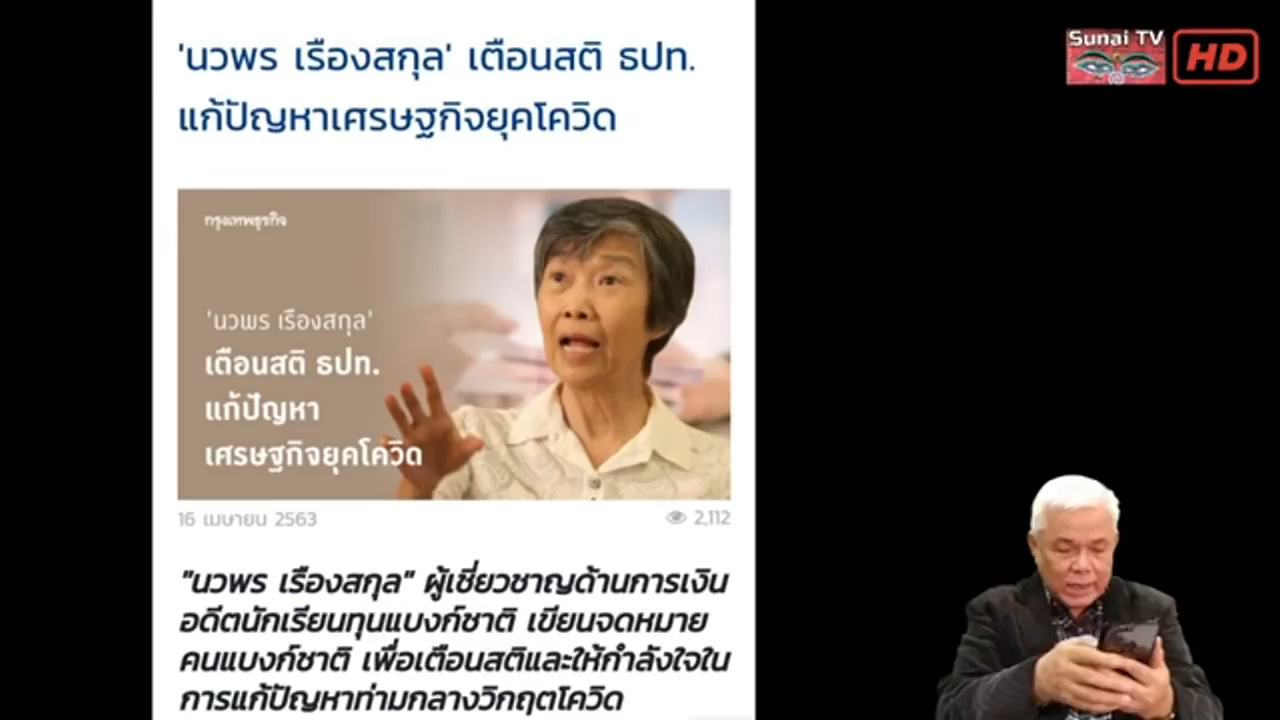 'นวพร เรืองสกุล' เตือนสติ ธปท.
แก้ปัญหาเศรษฐกิจยุคโควิด
Sunai TV
HD
กรุงเทพธุรกิจ
'นวพร เรืองสกุล'
เตือนสติ ธปท.
แก้ปัญหา
เศรษฐกิจยุคโควิด
16 เมษายน 2563
2,112
"นวพร เรืองสกุล" ผู้เชี่ยวชาญด้านการเงิน
อดีตนักเรียนทุนแบงก์ชาติ เขียนจดหมาย
คนแบงก์ชาติ เพื่อเตือนสติและให้กำลังใจใน
การแก้ปัญหาท่ามกลางวิกฤตโควิด